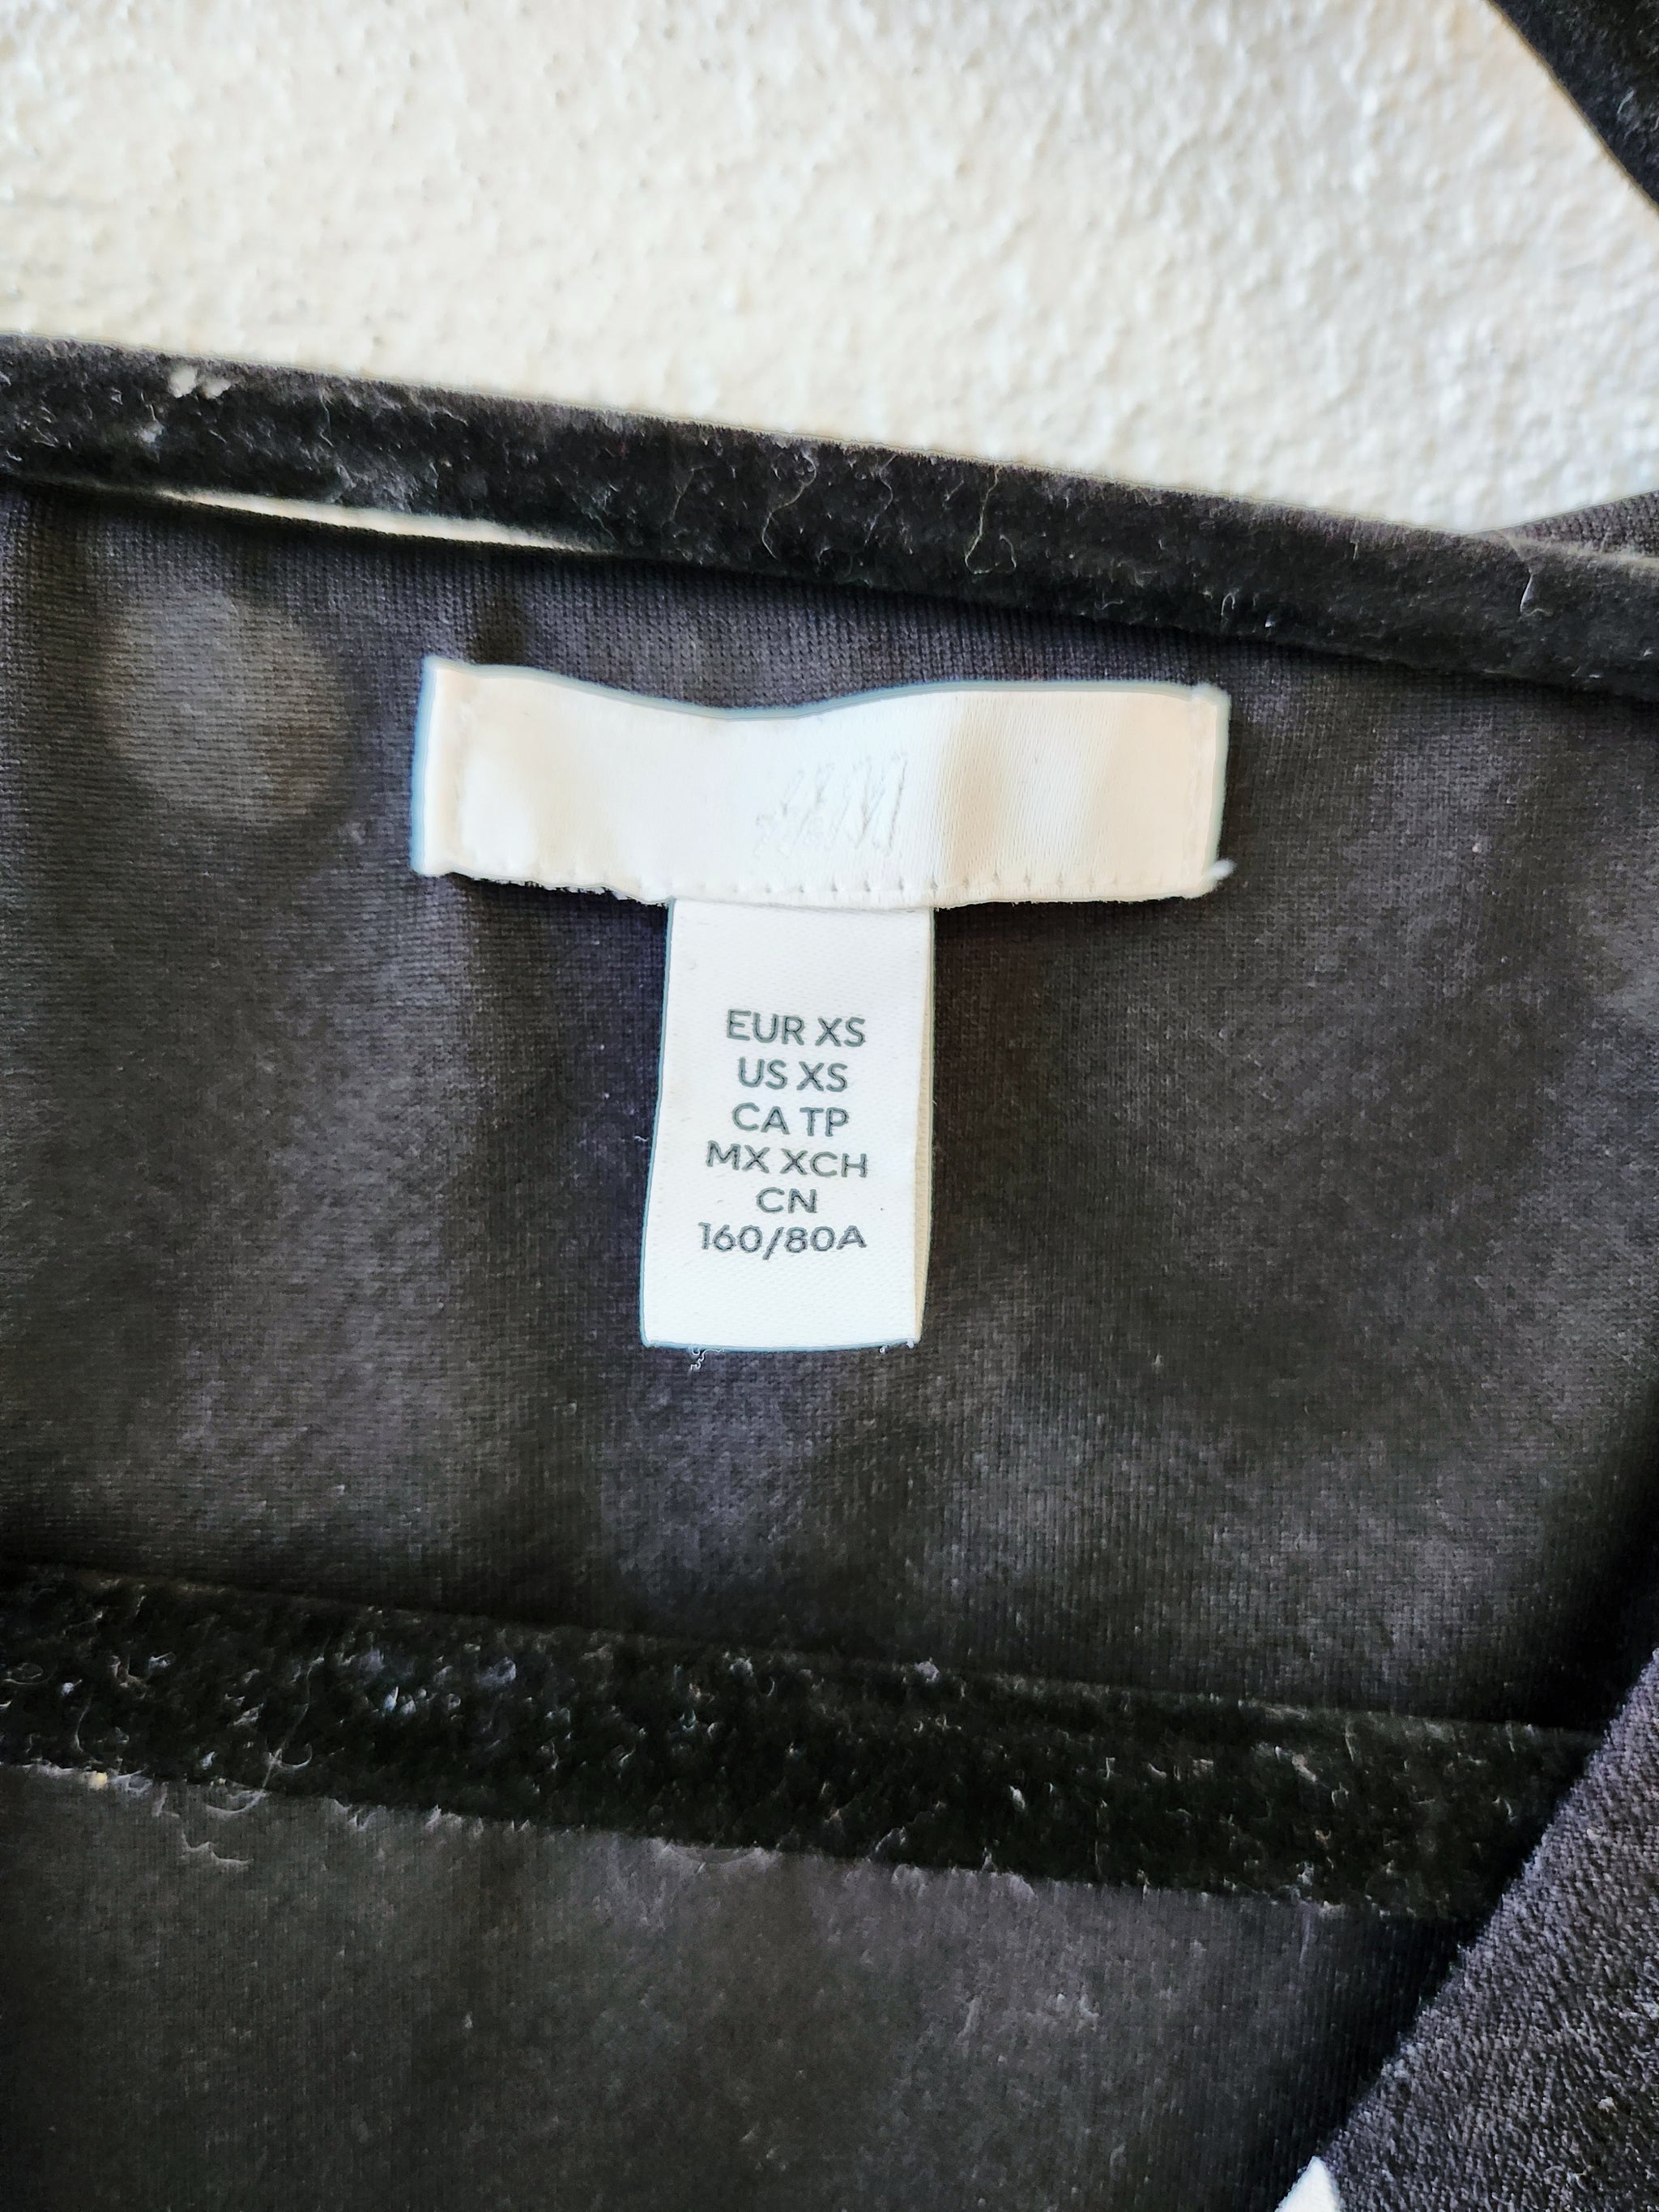 H&M
EUR XS
US XS
CA TP
MX XCH
CN
160/80A